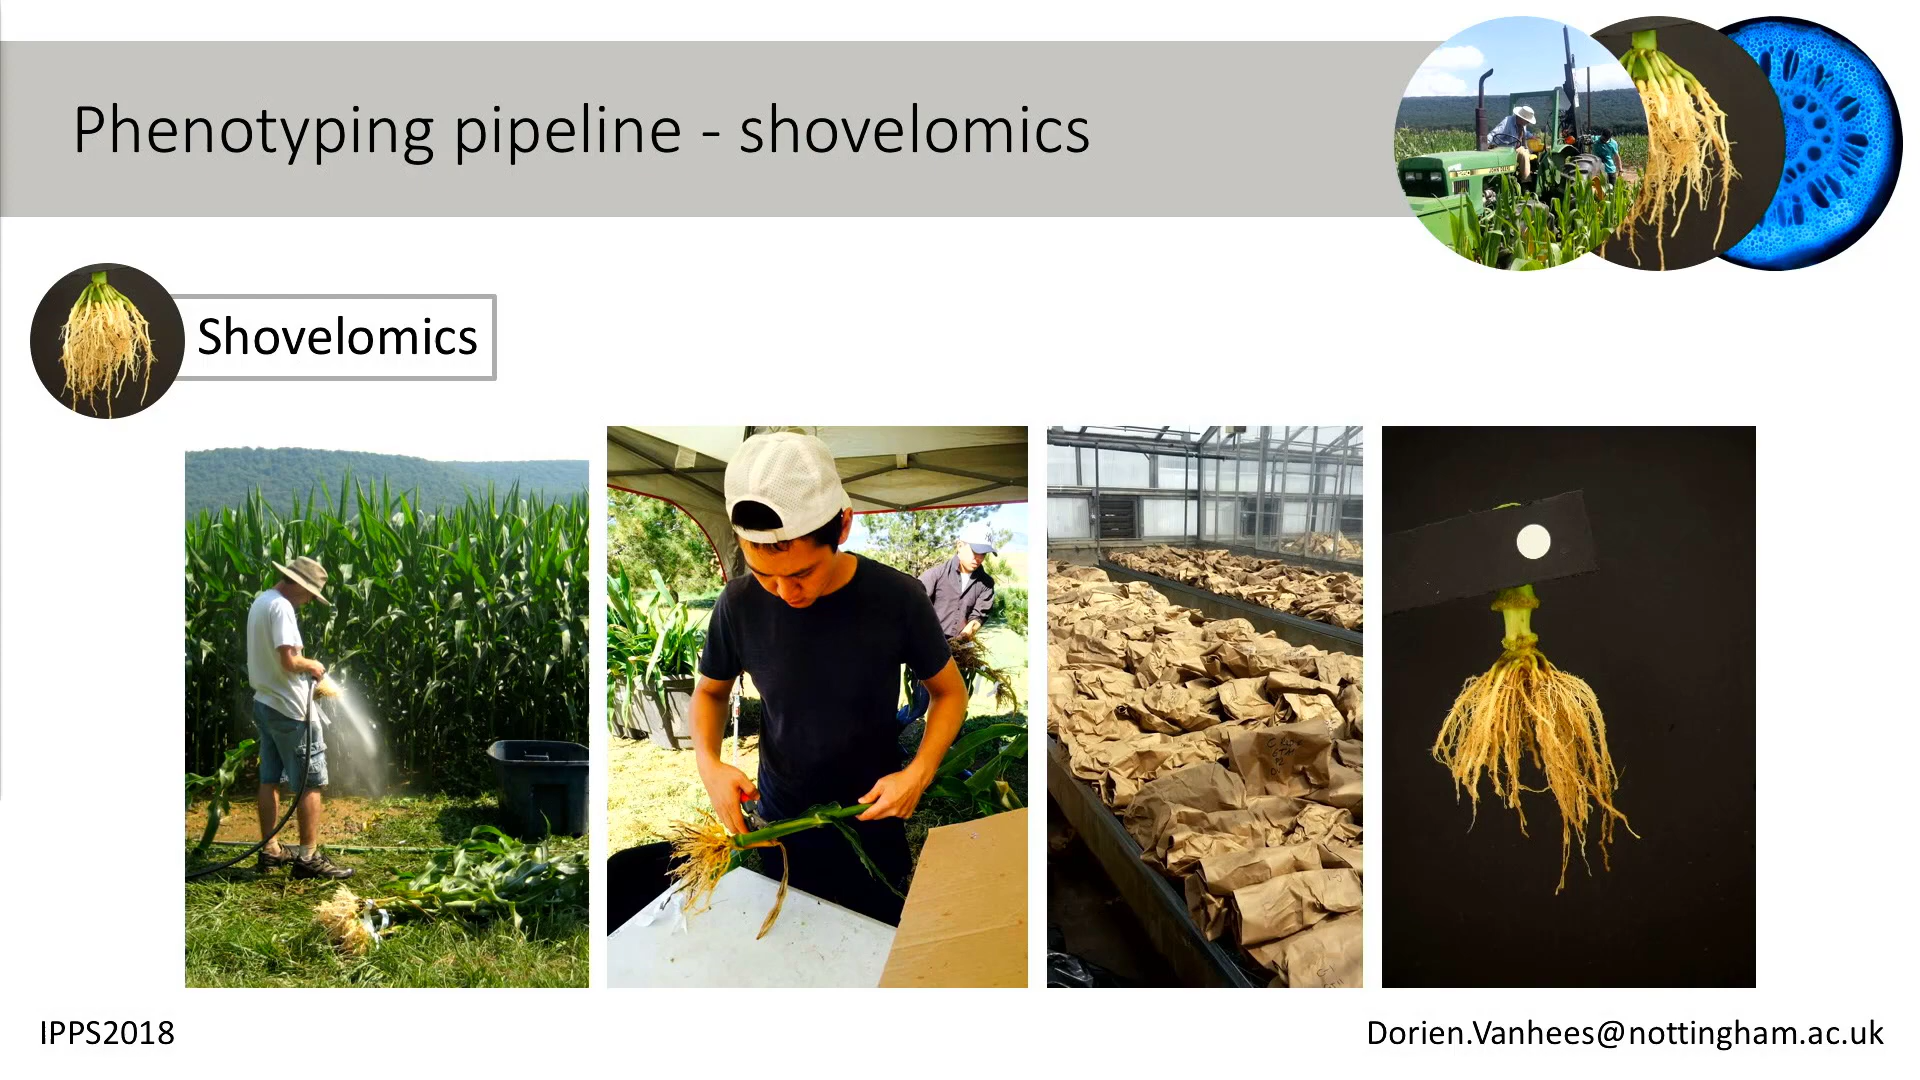 Phenotyping pipeline - shovelomics
Shovelomics
IPPS2018
Dorien.Vanhees@nottingham.ac.uk